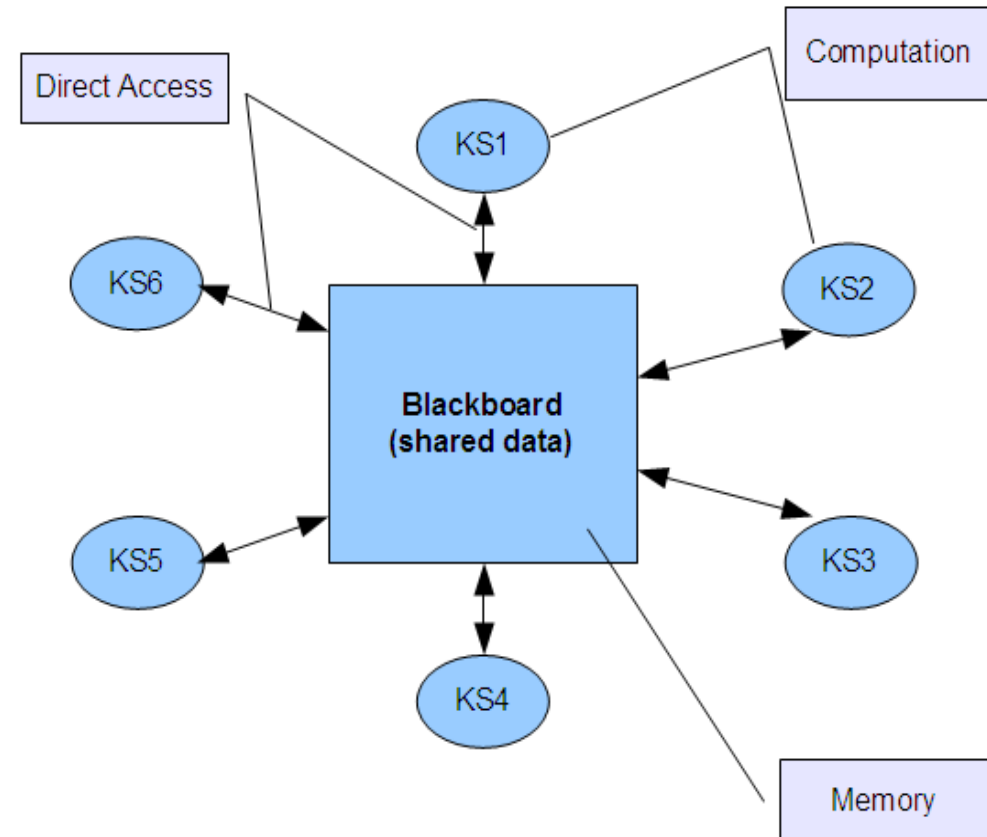 Computation
Direct Access
KS1
KS6
KS2
Blackboard
(shared data)
KS5
KS3
KS4
Memory